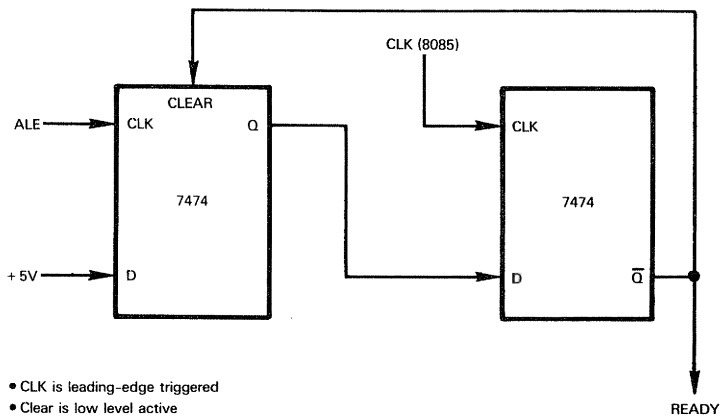 CLK (8085)
CLEAR
ALE
CLK
Q
CLK
7474
7474
+5V
D
D
Q̅
• CLK is leading-edge triggered
• Clear is low level active
READY